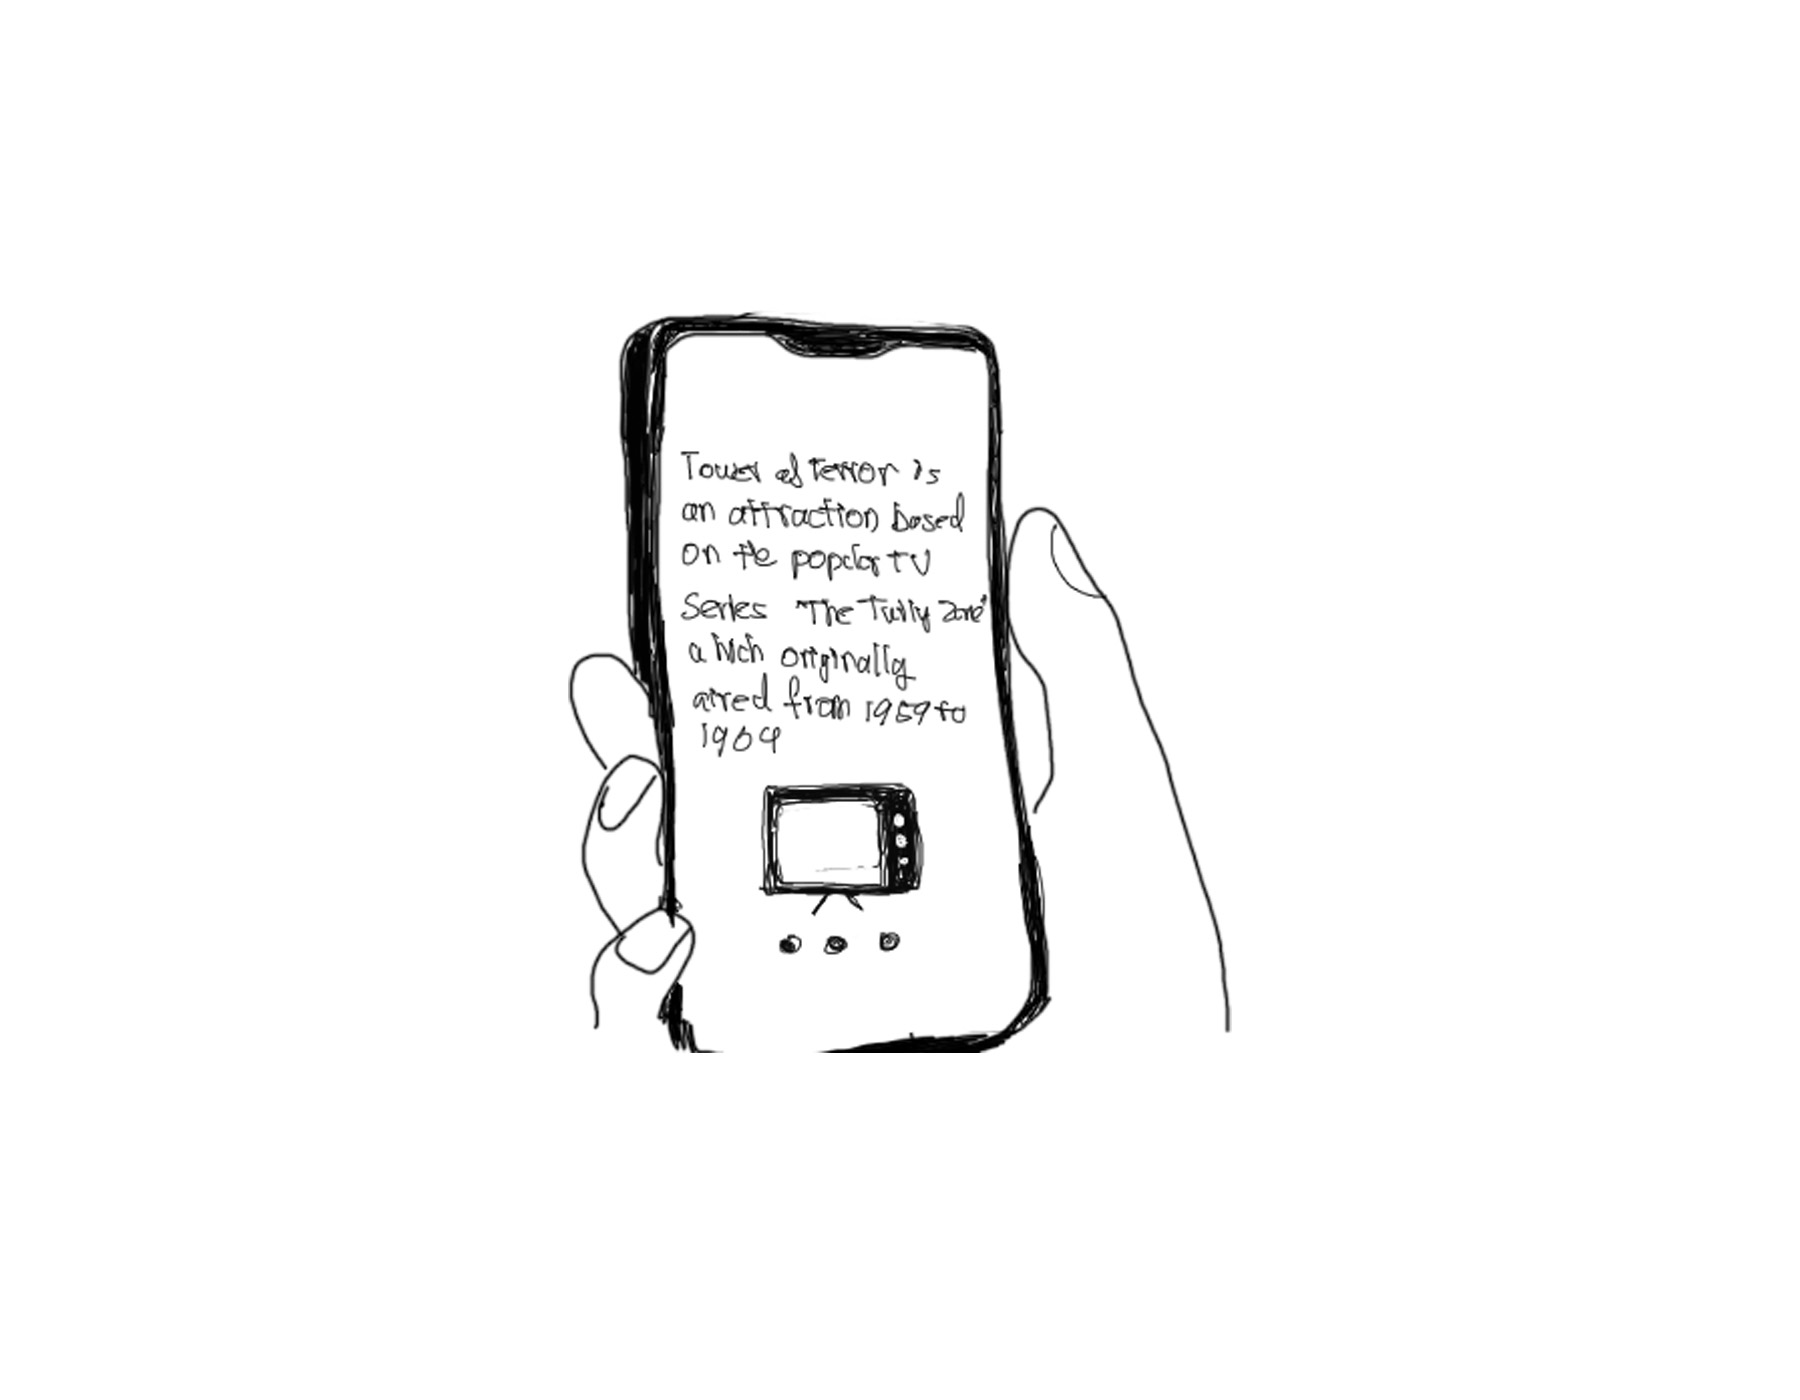 Tower of Terror is
an attraction based
on the popular TV
Series "The Zone"
which originally
aired from 1959 to
1964